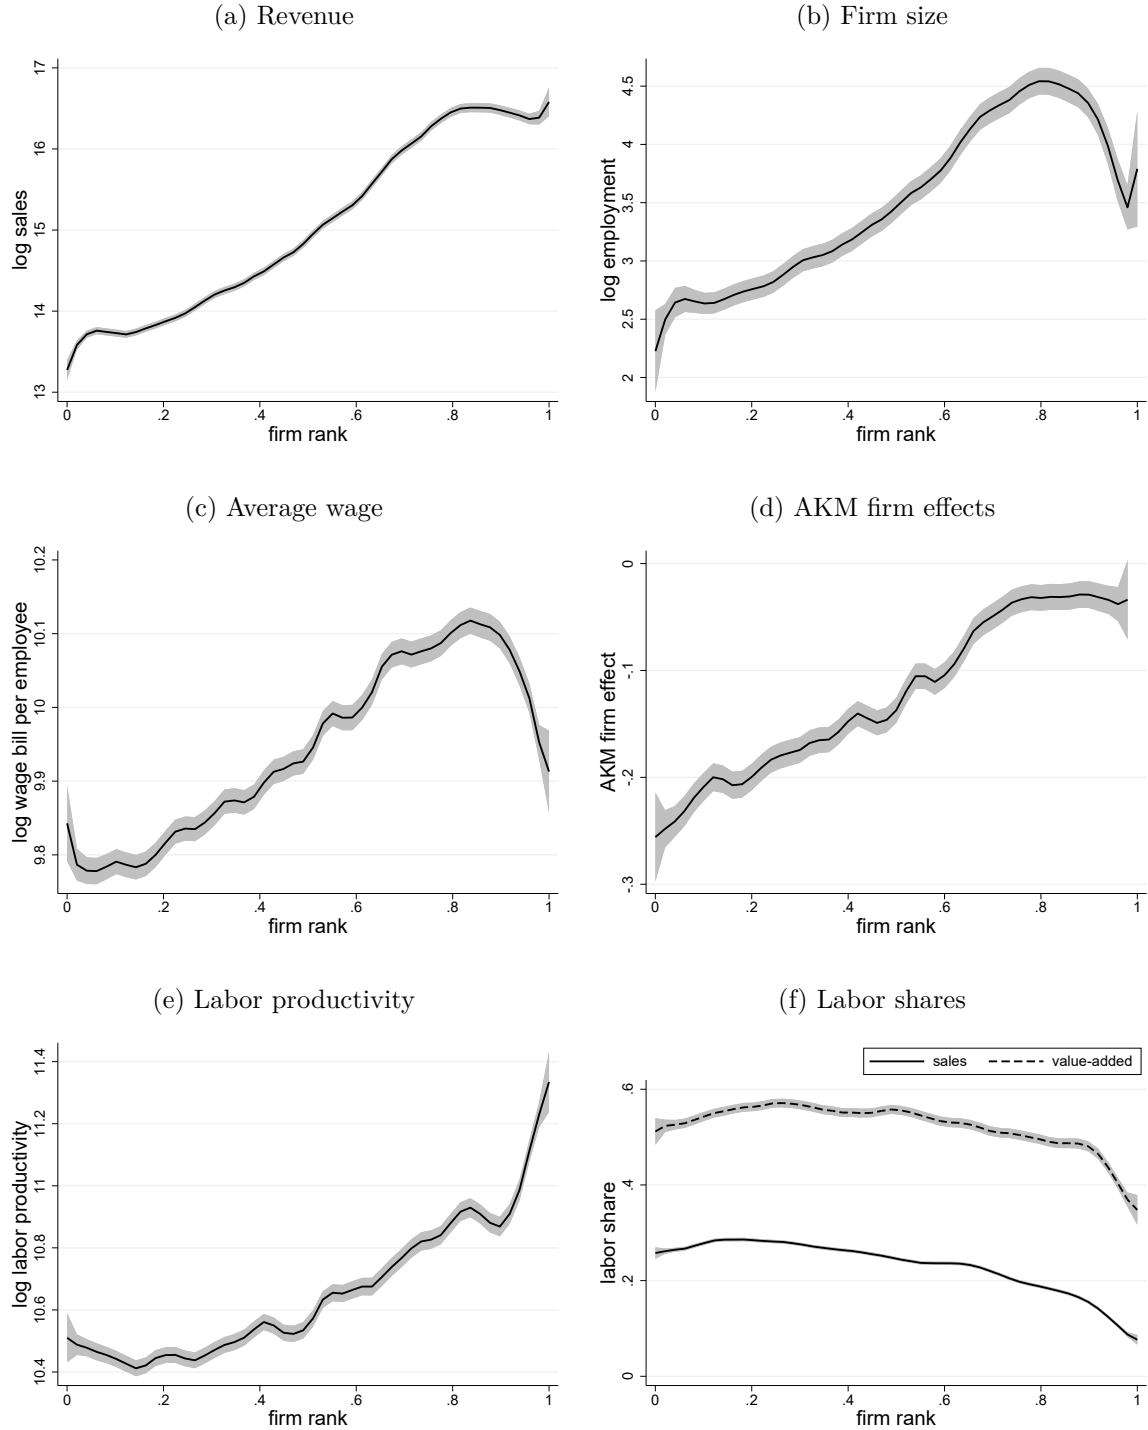 (a) Revenue
log sales
17
16
15
14
13
0 .2 .4 .6 .8 1
firm rank
(b) Firm size
log employment
4.5
4
3.5
3
2.5
2
0 .2 .4 .6 .8 1
firm rank
(c) Average wage
log wage bill per employee
10.2
10.1
10
9.9
9.8
0 .2 .4 .6 .8 1
firm rank
(d) AKM firm effects
AKM firm effect
0
-.1
-.2
-.3
0 .2 .4 .6 .8 1
firm rank
(e) Labor productivity
log labor productivity
11.4
11.2
11
10.8
10.6
10.4
0 .2 .4 .6 .8 1
firm rank
(f) Labor shares
sales value-added
labor share
.6
.4
.2
0
0 .2 .4 .6 .8 1
firm rank